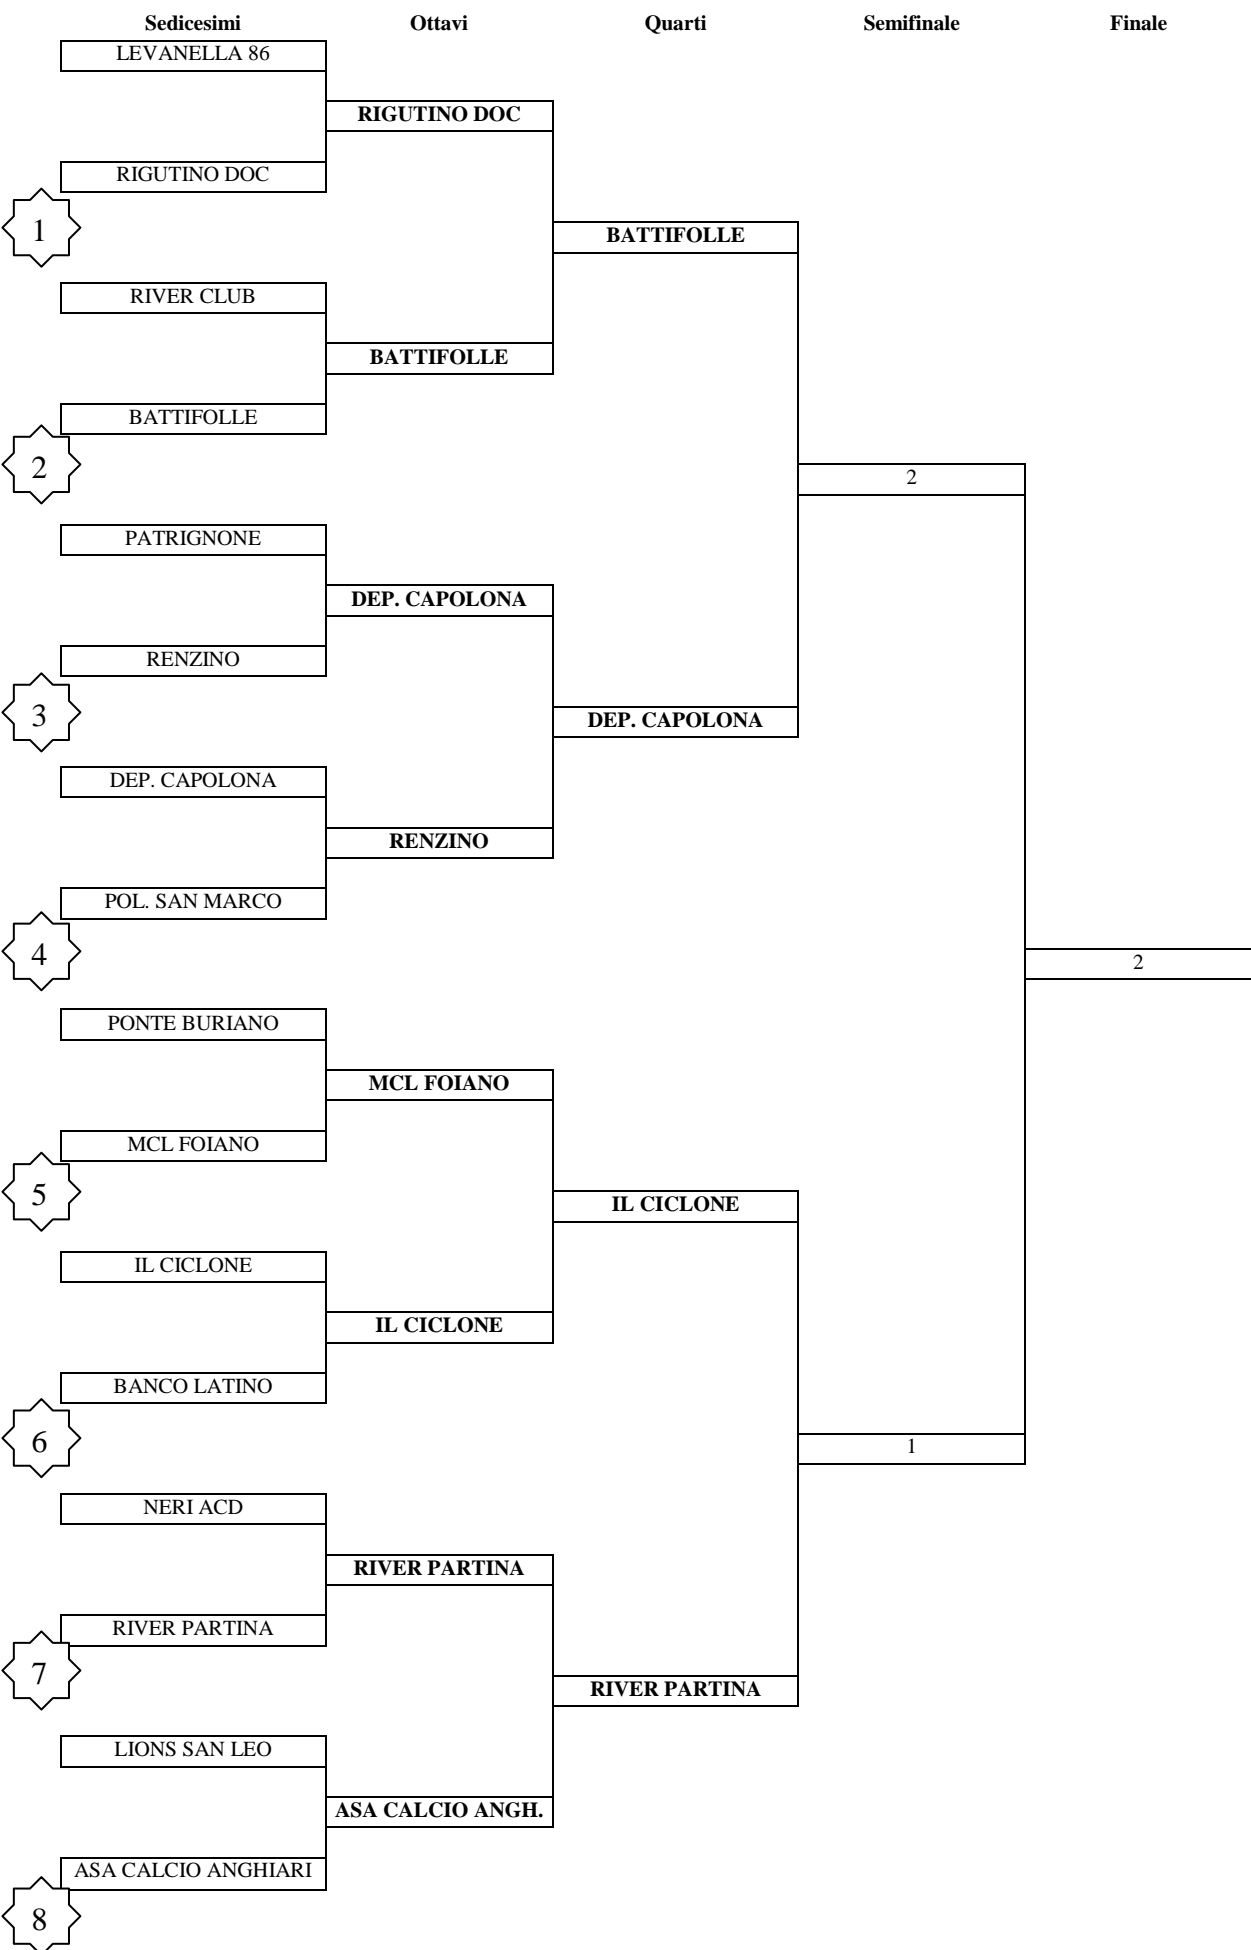 Sedicesimi Ottavi Quarti Semifinale Finale
LEVANELLA 86
RIGUTINO DOC
RIGUTINO DOC
1
BATTIFOLLE
RIVER CLUB
BATTIFOLLE
BATTIFOLLE
2
2
PATRIGNONE
DEP. CAPOLONA
RENZINO
3
DEP. CAPOLONA
DEP. CAPOLONA
RENZINO
POL. SAN MARCO
4
2
PONTE BURIANO
MCL FOIANO
MCL FOIANO
5
IL CICLONE
IL CICLONE
IL CICLONE
BANCO LATINO
6
1
NERI ACD
RIVER PARTINA
RIVER PARTINA
7
RIVER PARTINA
LIONS SAN LEO
ASA CALCIO ANGH.
ASA CALCIO ANGHIARI
8